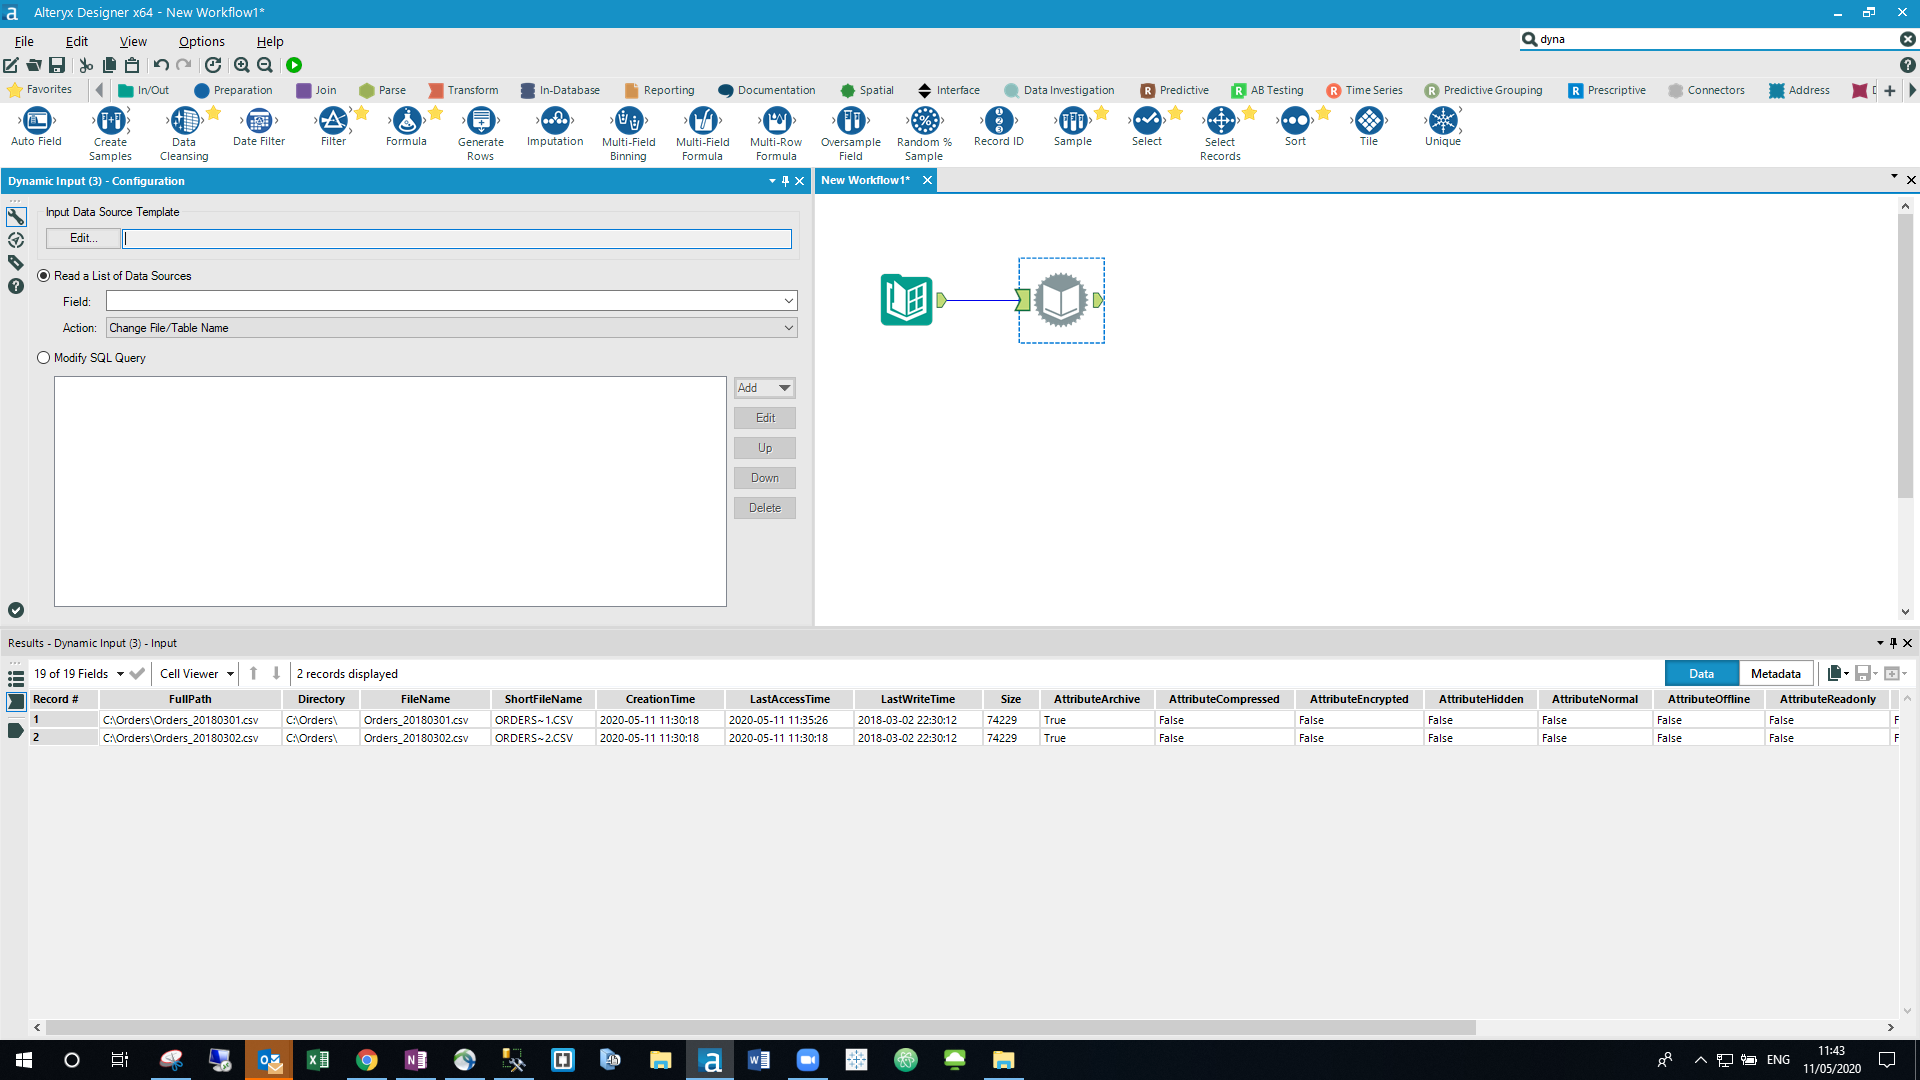 Alteryx Designer x64 - New Workflow1*
File Edit View Options Help
dyna
Favorites In/Out Preparation Join Parse Transform In-Database Reporting Documentation Spatial Interface Data Investigation Predictive AB Testing Time Series Predictive Grouping Prescriptive Connectors Address
Auto Field Create Samples Data Cleansing Date Filter Filter Formula Generate Rows Imputation Multi-Field Binning Multi-Field Formula Multi-Row Formula Oversample Field Random % Sample Record ID Sample Select Select Records Sort Tile Unique
Dynamic Input (3) - Configuration
New Workflow1*
Input Data Source Template
Edit...
Read a List of Data Sources
Field:
Action: Change File/Table Name
Modify SQL Query
Add
Edit
Up
Down
Delete
Results - Dynamic Input (3) - Input
19 of 19 Fields Cell Viewer 2 records displayed Data Metadata
Record # FullPath Directory FileName ShortFileName CreationTime LastAccessTime LastWriteTime Size AttributeArchive AttributeCompressed AttributeEncrypted AttributeHidden AttributeNormal AttributeOffline AttributeReadonly
1 C:\Orders\Orders_20180301.csv C:\Orders\ Orders_20180301.csv ORDERS~1.CSV 2020-05-11 11:30:18 2020-05-11 11:35:26 2018-03-02 22:30:12 74229 True False False False False False False F
2 C:\Orders\Orders_20180302.csv C:\Orders\ Orders_20180302.csv ORDERS~2.CSV 2020-05-11 11:30:18 2020-05-11 11:30:18 2018-03-02 22:30:12 74229 True False False False False False False F
ENG
11:43
11/05/2020